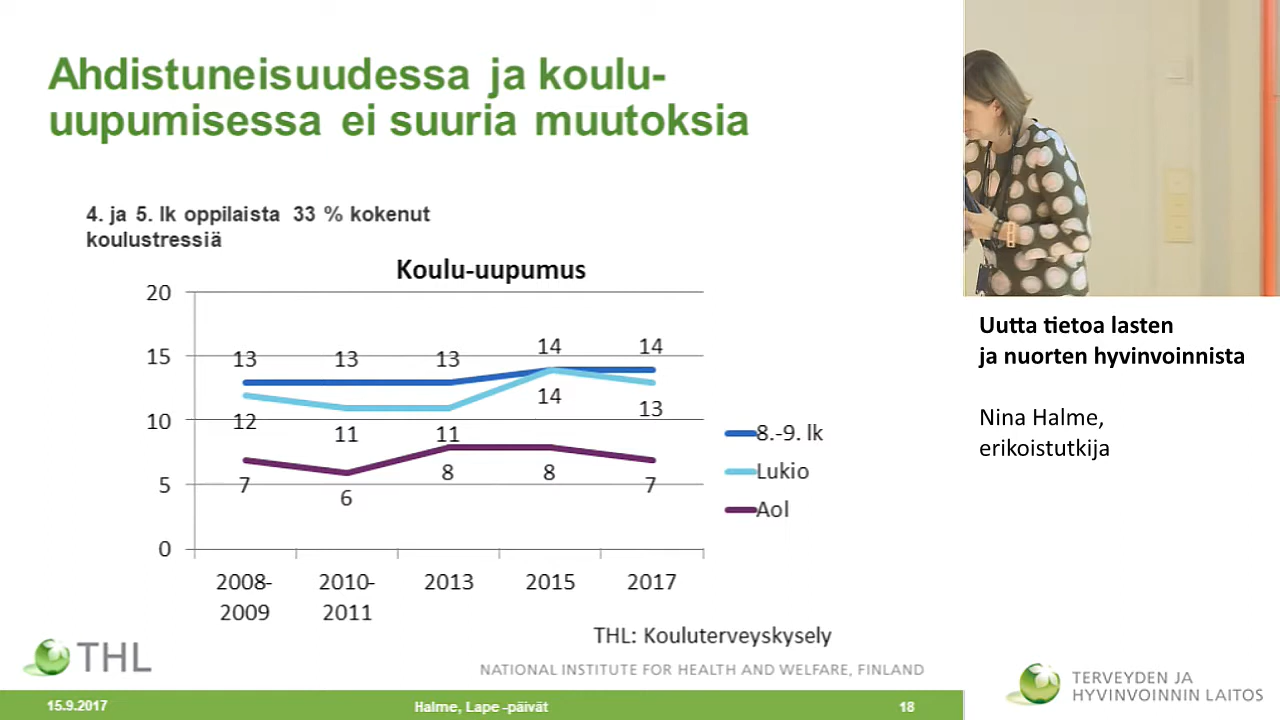 Ahdistuneisuudessa ja koulu-
uupumisessa ei suuria muutoksia
4. ja 5. lk oppilaista 33 % kokenut
koulustressiä
Koulu-uupumus
20
15
10
5
0
13 13 13 14 14
12 11 11 14 13
7 6 8 8 7
8.-9. lk
Lukio
Aol
2008- 2010- 2013 2015 2017
2009 2011
THL: Kouluterveyskysely
THL
NATIONAL INSTITUTE FOR HEALTH AND WELFARE, FINLAND
15.9.2017 Halme, Lape -päivät 18
Uutta tietoa lasten
ja nuorten hyvinvoinnista
Nina Halme,
erikoistutkija
TERVEYDEN JA
HYVINVOINNIN LAITOS